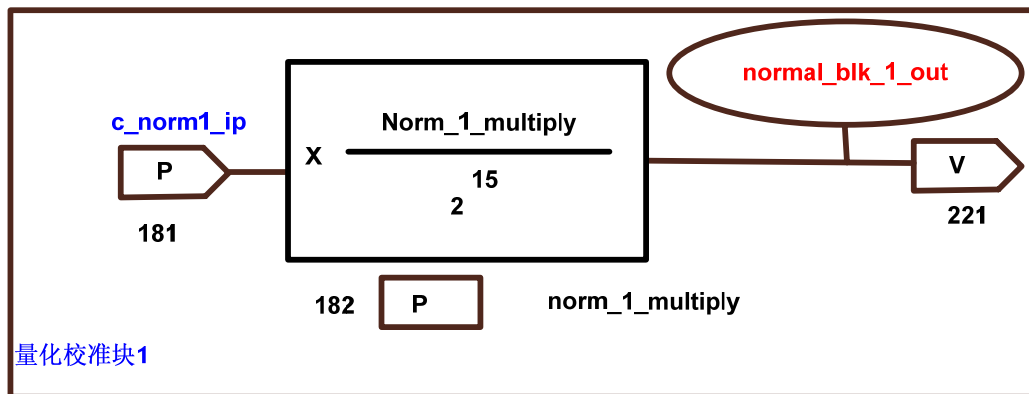 normal_blk_1_out
c_norm1_ip
Norm_1_multiply
P
X
15
2
V
181
221
182
P
norm_1_multiply
量化校准块1